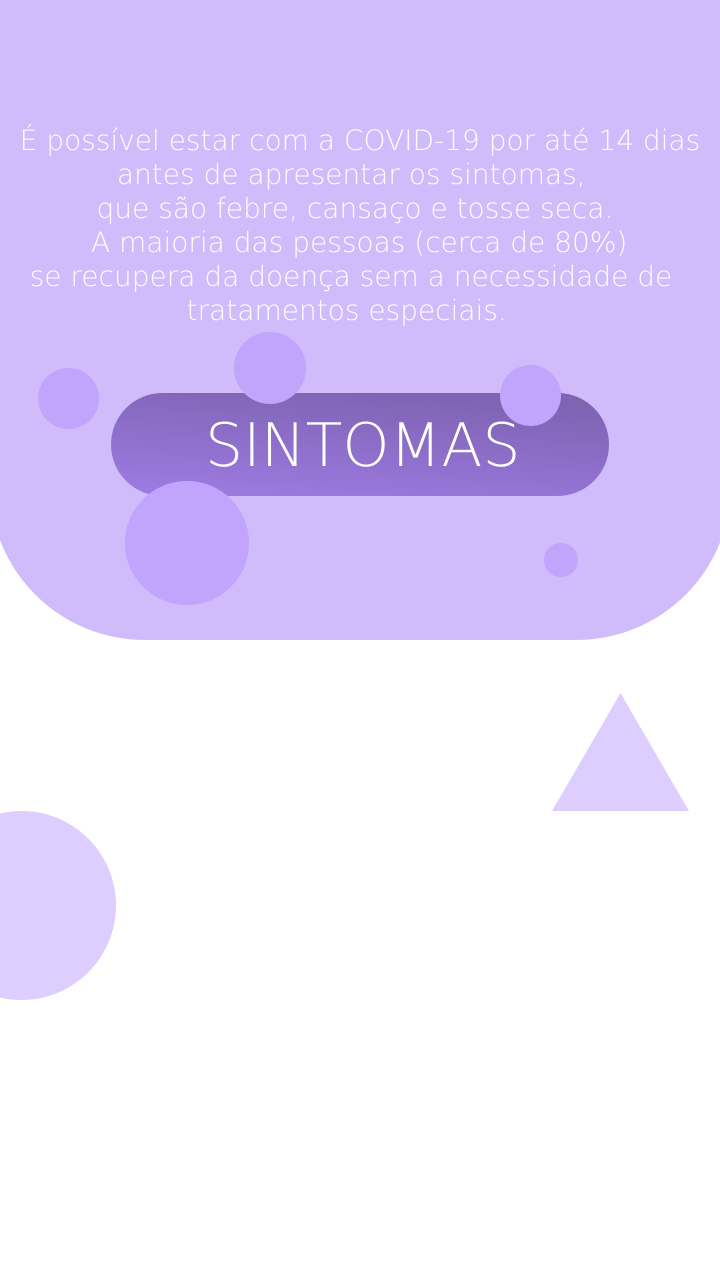 É possível estar com a COVID-19 por até 14 dias
antes de apresentar os sintomas,
que são febre, cansaço e tosse seca.
A maioria das pessoas (cerca de 80%)
se recupera da doença sem a necessidade de
tratamentos especiais.
SINTOMAS